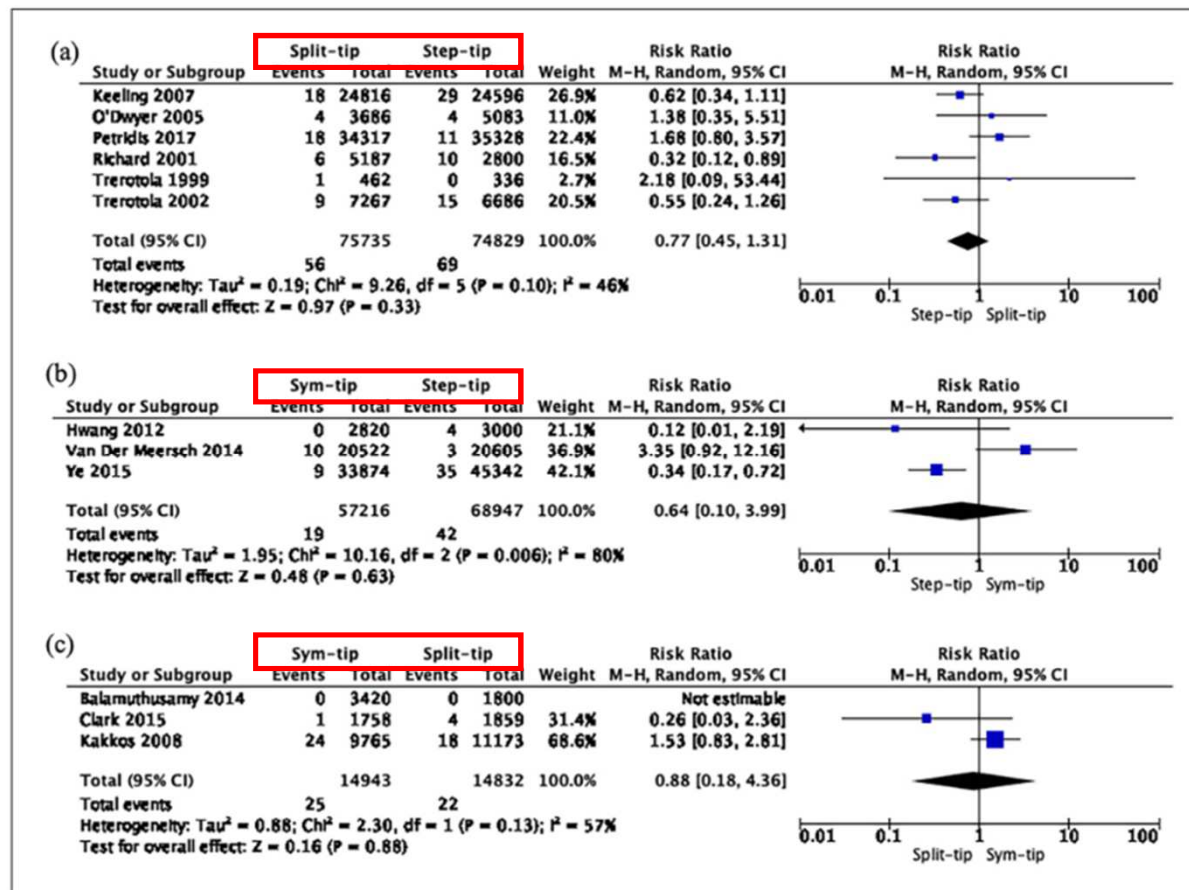 (a)
Split-tip Step-tip Risk Ratio Risk Ratio
Study or Subgroup Events Total Events Total Weight M-H, Random, 95% CI M-H, Random, 95% CI
Keeling 2007 18 24816 29 24596 26.9% 0.62 [0.34, 1.11]
O'Dwyer 2005 4 3686 4 5083 11.0% 1.38 [0.35, 5.51]
Petridis 2017 18 34317 11 35328 22.4% 1.68 [0.80, 3.57]
Richard 2001 6 5187 10 2800 16.5% 0.32 [0.12, 0.89]
Trerotola 1999 1 462 0 336 2.7% 2.18 [0.09, 53.44]
Trerotola 2002 9 7267 15 6686 20.5% 0.55 [0.24, 1.26]
Total (95% CI) 75735 74829 100.0% 0.77 [0.45, 1.31]
Total events 56 69
Heterogeneity: Tau² = 0.19; Chi² = 9.26, df = 5 (P = 0.10); I² = 46%
Test for overall effect: Z = 0.97 (P = 0.33)
0.01 0.1 1 10 100
Step-tip Split-tip
(b)
Sym-tip Step-tip Risk Ratio Risk Ratio
Study or Subgroup Events Total Events Total Weight M-H, Random, 95% CI M-H, Random, 95% CI
Hwang 2012 0 2820 4 3000 21.1% 0.12 [0.01, 2.19]
Van Der Meersch 2014 10 20522 3 20605 36.9% 3.35 [0.92, 12.16]
Ye 2015 9 33874 35 45342 42.1% 0.34 [0.17, 0.72]
Total (95% CI) 57216 68947 100.0% 0.64 [0.10, 3.99]
Total events 19 42
Heterogeneity: Tau² = 1.95; Chi² = 10.16, df = 2 (P = 0.006); I² = 80%
Test for overall effect: Z = 0.48 (P = 0.63)
0.01 0.1 1 10 100
Step-tip Sym-tip
(c)
Sym-tip Split-tip Risk Ratio Risk Ratio
Study or Subgroup Events Total Events Total Weight M-H, Random, 95% CI M-H, Random, 95% CI
Balamuthusamy 2014 0 3420 0 1800 Not estimable
Clark 2015 1 1758 4 1859 31.4% 0.26 [0.03, 2.36]
Kakkos 2008 24 9765 18 11173 68.6% 1.53 [0.83, 2.81]
Total (95% CI) 14943 14832 100.0% 0.88 [0.18, 4.36]
Total events 25 22
Heterogeneity: Tau² = 0.88; Chi² = 2.30, df = 1 (P = 0.13); I² = 57%
Test for overall effect: Z = 0.16 (P = 0.88)
0.01 0.1 1 10 100
Split-tip Sym-tip